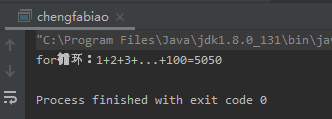 chengfabiao
"C:\Program Files\Java\jdk1.8.0_131\bin\jav
for循环：1+2+3+...+100=5050
Process finished with exit code 0